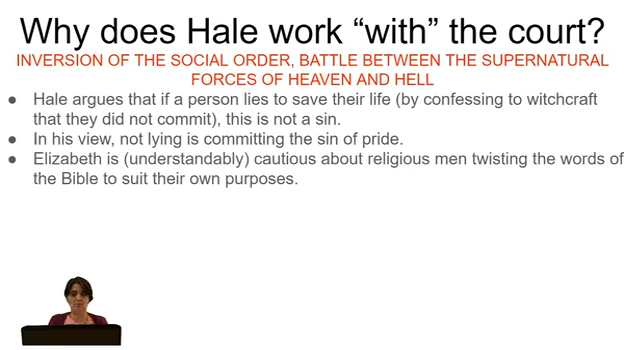 Why does Hale work “with” the court?
INVERSION OF THE SOCIAL ORDER, BATTLE BETWEEN THE SUPERNATURAL
FORCES OF HEAVEN AND HELL
● Hale argues that if a person lies to save their life (by confessing to witchcraft
that they did not commit), this is not a sin.
● In his view, not lying is committing the sin of pride.
● Elizabeth is (understandably) cautious about religious men twisting the words of
the Bible to suit their own purposes.